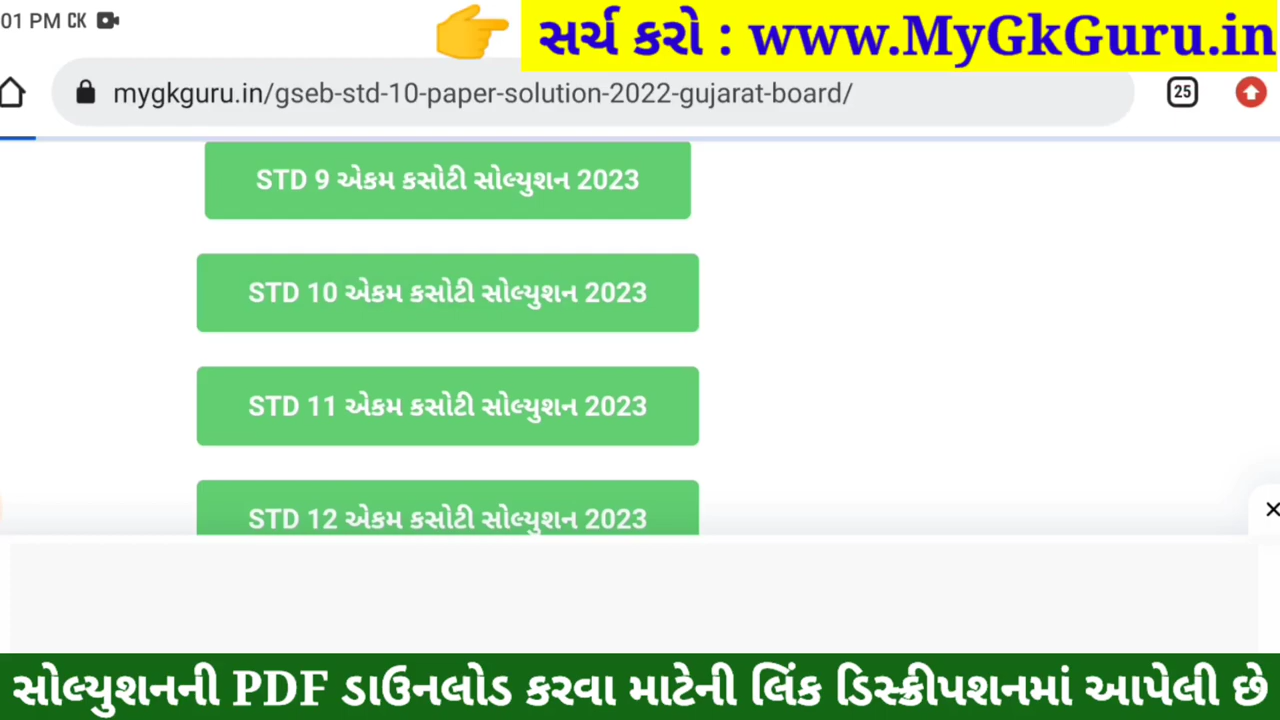 01 PM CK
સર્ચ કરો : www.MyGkGuru.in
mygkguru.in/gseb-std-10-paper-solution-2022-gujarat-board/
25
STD 9 એકમ કસોટી સોલ્યુશન 2023
STD 10 એકમ કસોટી સોલ્યુશન 2023
STD 11 એકમ કસોટી સોલ્યુશન 2023
STD 12 એકમ કસોટી સોલ્યુશન 2023
સોલ્યુશનની PDF ડાઉનલોડ કરવા માટેની લિંક ડિસ્ક્રીપશનમાં આપેલી છે